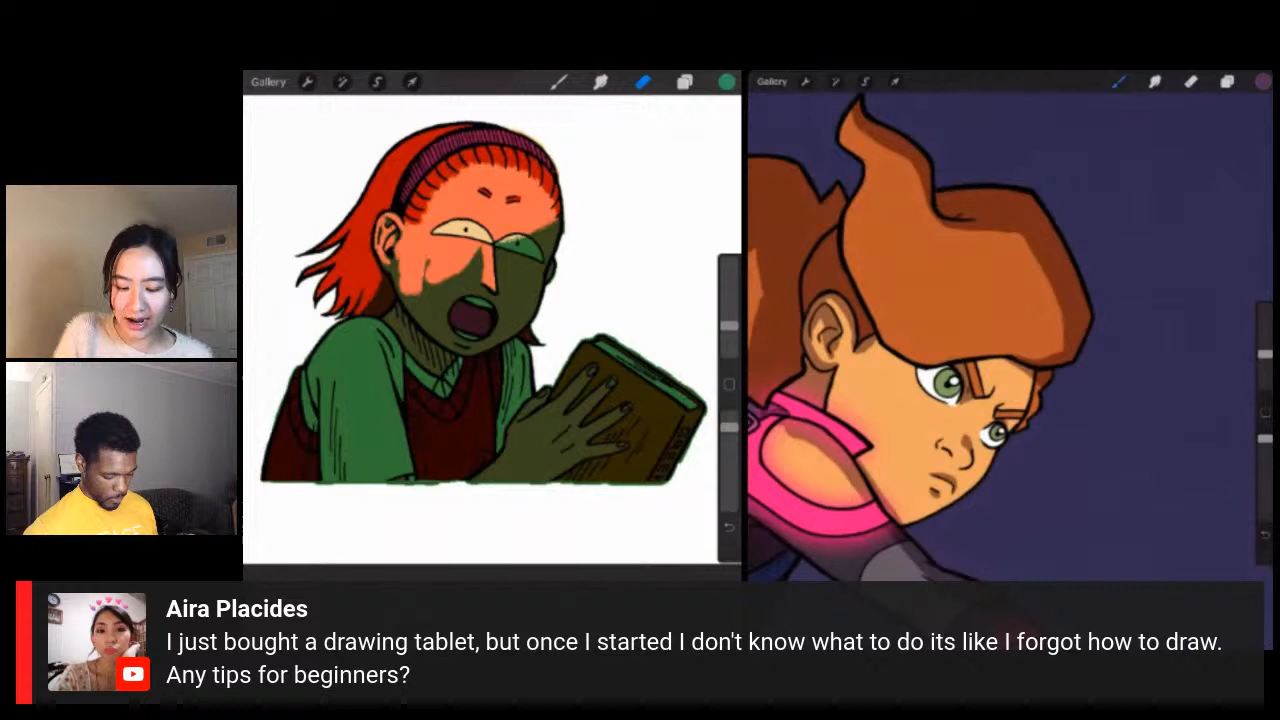 Gallery
Gallery
Aira Placides
I just bought a drawing tablet, but once I started I don't know what to do its like I forgot how to draw.
Any tips for beginners?